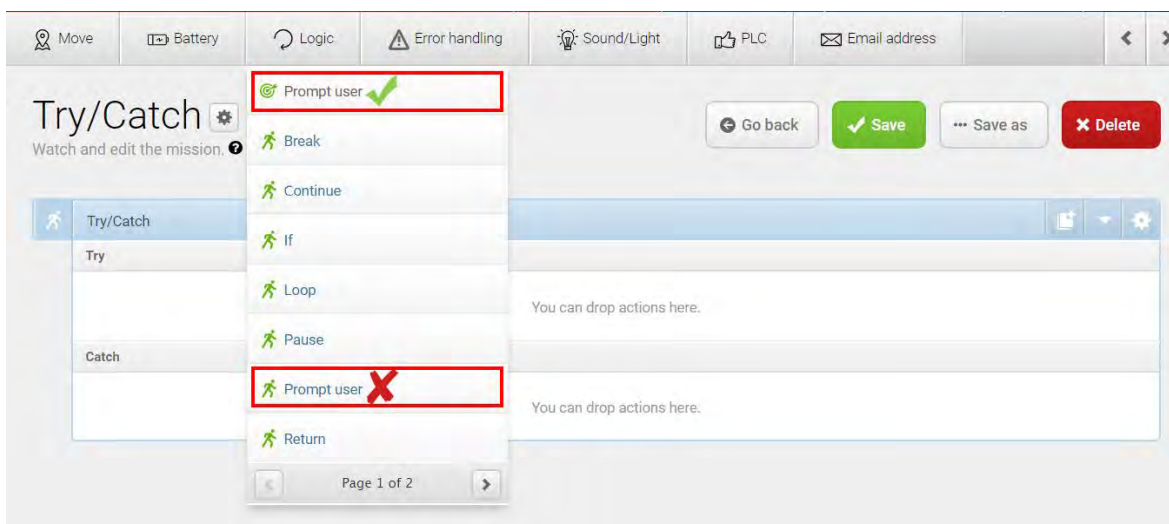 Move Battery Logic Error handling Sound/Light PLC Email address
Prompt user
Try/Catch
Go back Save ... Save as Delete
Watch and edit the mission.
Break
Continue
Try/Catch
If
Try
Loop
You can drop actions here.
Pause
Catch
Prompt user
You can drop actions here.
Return
Page 1 of 2